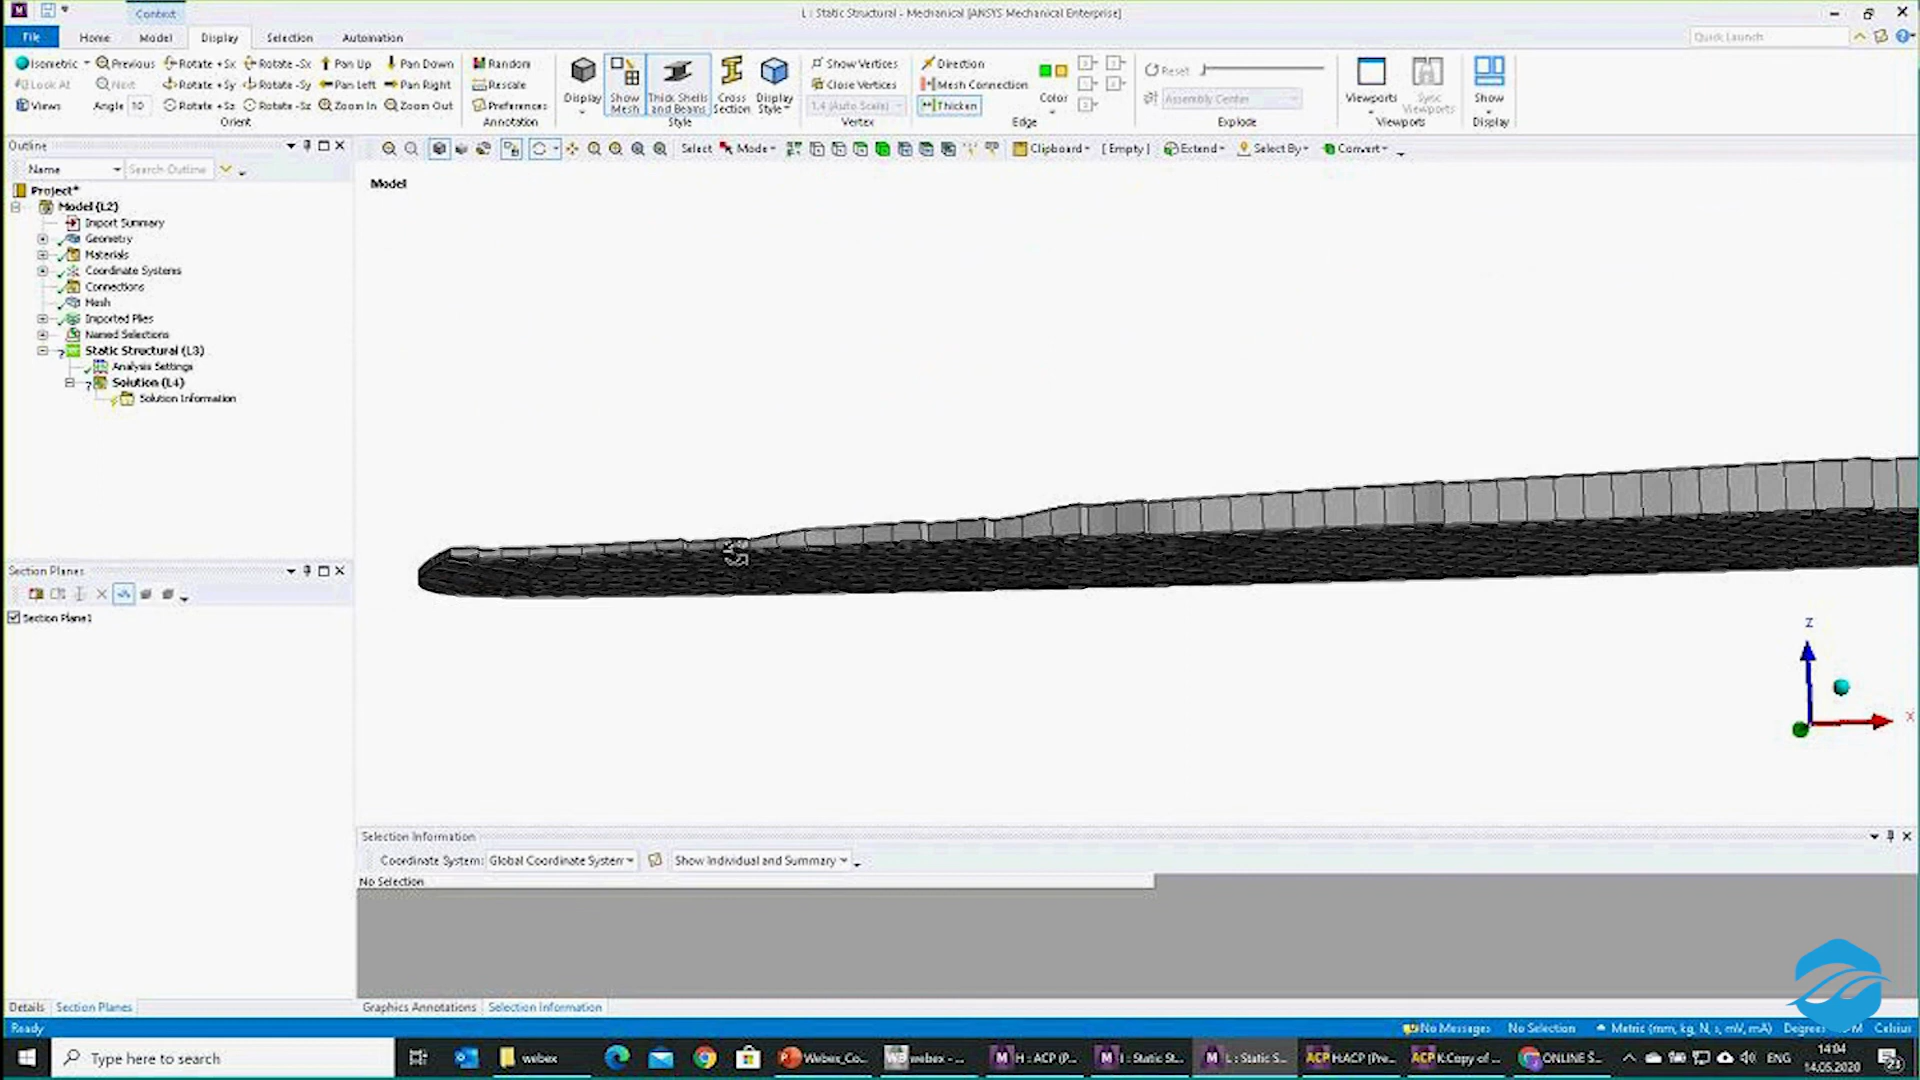 Context
L : Static Structural - Mechanical [ANSYS Mechanical Enterprise]
File Home Model Display Selection Automation
Quick Launch
Isometric Previous Rotate +Sx Rotate -Sx Pan Up Pan Down
Look At Next Rotate +Sy Rotate -Sy Pan Left Pan Right
Views Angle 10 Rotate +Sz Rotate -Sz Zoom In Zoom Out
Orient
Random
Rescale
Preferences
Annotation
Display
Show Mesh
Thick Shells and Beams
Cross Section
Display Style
Style
Show Vertices
Close Vertices
1.4 (Auto Scale)
Vertex
Direction
Mesh Connection
Thicken
Color
Edge
Reset
Assembly Center
Explode
Viewports
Sync Viewports
Viewports
Show
Display
Outline
Select Mode Clipboard [ Empty ] Extend Select By Convert
Name Search Outline
Model
Project*
Model (L2)
Import Summary
Geometry
Materials
Coordinate Systems
Connections
Mesh
Imported Plies
Named Selections
Static Structural (L3)
Analysis Settings
Solution (L4)
Solution Information
Section Planes
Section Plane1
Z
X
Selection Information
Coordinate System: Global Coordinate System Show Individual and Summary
No Selection
Details Section Planes
Graphics Annotations Selection Information
Ready
No Messages No Selection Metric (mm, kg, N, s, mV, mA) Degrees Celsius
Type here to search
webex
Webex_Co...
webex - ...
H : ACP (P...
I : Static St...
L : Static S...
H:ACP (Pre...
K:Copy of ...
ONLINE S...
ENG
14:04
14.05.2020